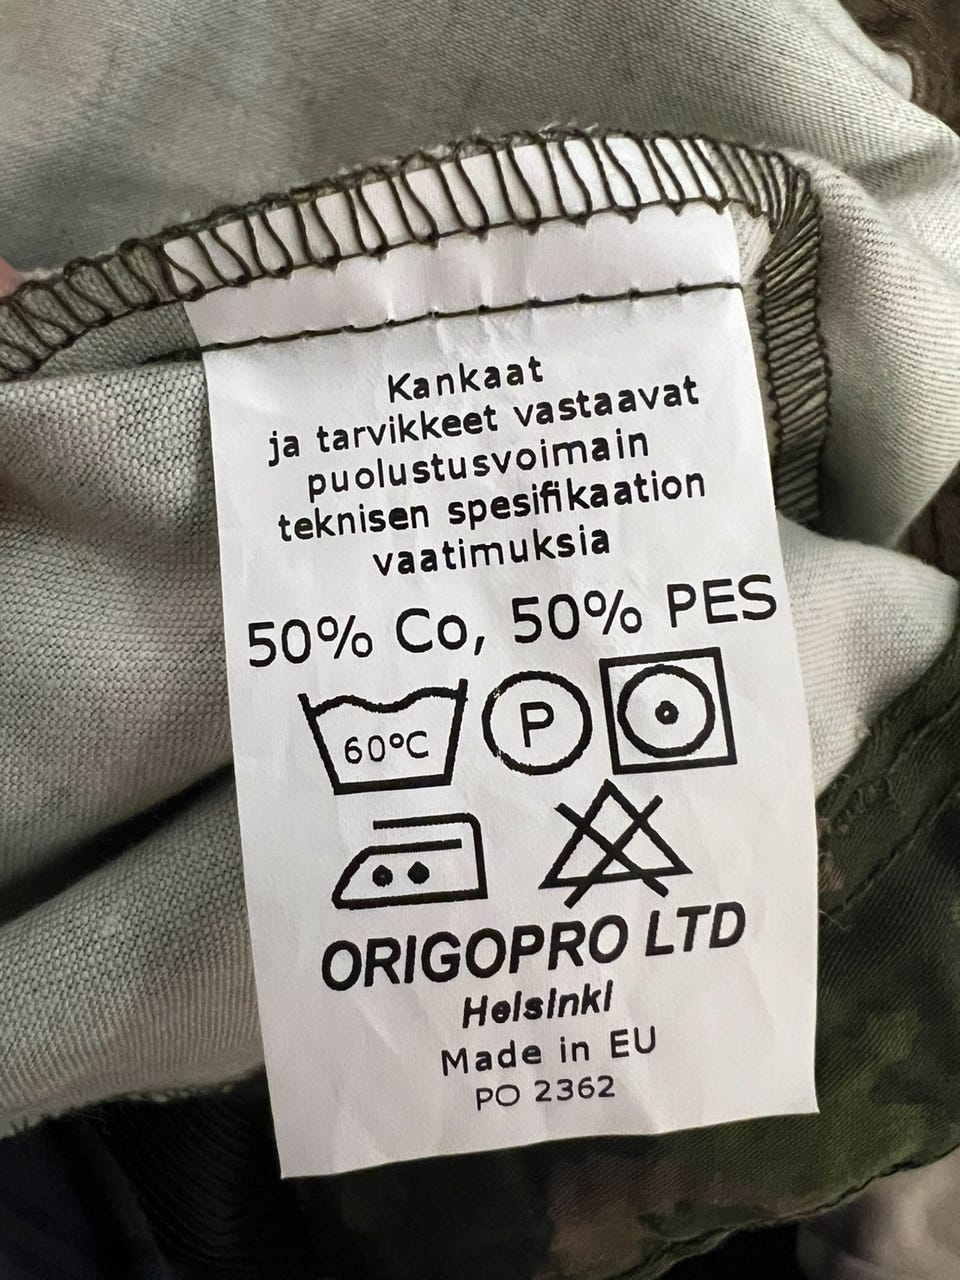 Kankaat
ja tarvikkeet vastaavat
puolustusvoimain
teknisen spesifikaation
vaatimuksia
50% Co, 50% PES
60°C P
ORIGOPRO LTD
Helsinki
Made in EU
PO 2362